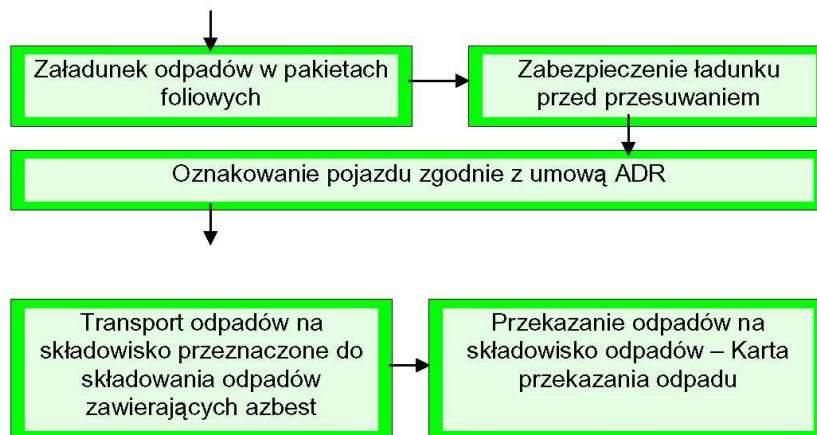 Załadunek odpadów w pakietach
foliowych
Zabezpieczenie ładunku
przed przesuwaniem
Oznakowanie pojazdu zgodnie z umową ADR
Transport odpadów na
składowisko przeznaczone do
składowania odpadów
zawierających azbest
Przekazanie odpadów na
składowisko odpadów – Karta
przekazania odpadu